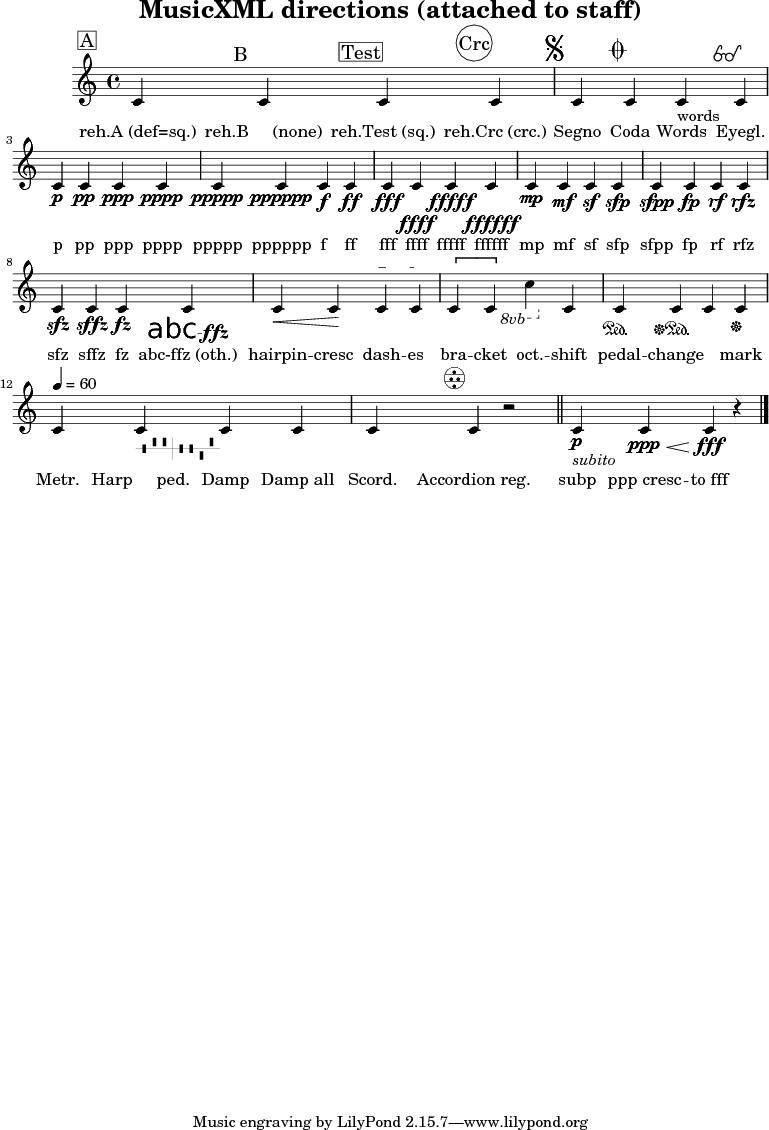 MusicXML directions (attached to staff)
A B Test Crc
words
reh.A (def=sq.) reh.B (none) reh.Test (sq.) reh.Crc (crc.) Segno Coda Words Eyegl.
3
p pp ppp pppp ppppp pppppp f ff fff ffff fffff ffffff mp mf sf sfp sfpp fp rf rfz
p pp ppp pppp ppppp pppppp f ff fff ffff fffff ffffff mp mf sf sfp sfpp fp rf rfz
8
sfz sffz fz abc-ffz 8vb Ped. Ped.
sfz sffz fz abc-ffz (oth.) hairpin-cresc dash-es bra-cket oct.-shift pedal-change mark
12
= 60
p ppp fff
subito
Metr. Harp ped. Damp Damp all Scord. Accordion reg. subp ppp cresc-to fff
Music engraving by LilyPond 2.15.7—www.lilypond.org